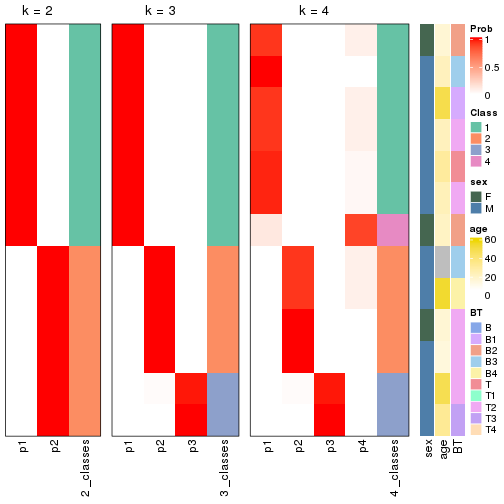 k = 2
k = 3
k = 4
Prob
1
0.5
0
Class
1
2
3
4
sex
F
M
age
60
40
20
0
BT
B
B1
B2
B3
B4
T
T1
T2
T3
T4
p1
p2
2_classes
p1
p2
p3
3_classes
p1
p2
p3
p4
4_classes
sex
age
BT